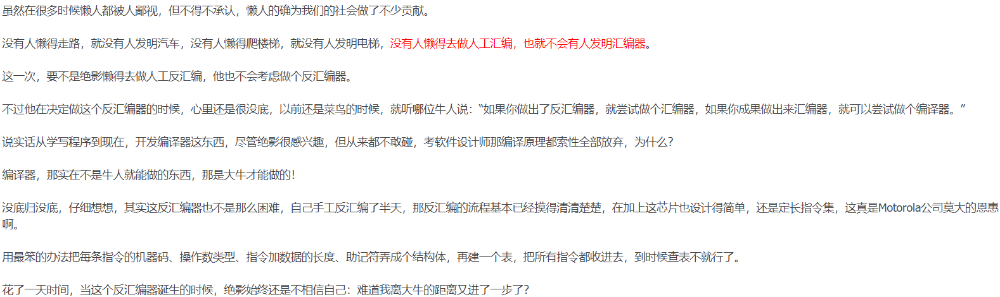 虽然在很多时候懒人都被人鄙视，但不得不承认，懒人的确为我们的社会做了不少贡献。
没有人懒得走路，就没有人发明汽车，没有人懒得爬楼梯，就没有人发明电梯，没有人懒得去做人工汇编，也就不会有人发明汇编器。
这一次，要不是绝影懒得去做人工反汇编，他也不会考虑做个反汇编器。
不过他在决定做这个反汇编器的时候，心里还是很没底，以前还是菜鸟的时候，就听哪位牛人说：“如果你做出了反汇编器，就尝试做个汇编器，如果你成果做出来汇编器，就可以尝试做个编译器。”
说实话从学写程序到现在，开发编译器这东西，尽管绝影很感兴趣，但从来都不敢碰，考软件设计师那编译原理都索性全部放弃，为什么？
编译器，那实在不是牛人就能做的东西，那是大牛才能做的！
没底归没底，仔细想想，其实这反汇编器也不是那么困难，自己手工反汇编了半天，那反汇编的流程基本已经摸得清清楚楚，在加上这芯片也设计得简单，还是定长指令集，这真是Motorola公司莫大的恩惠
啊。
用最笨的办法把每条指令的机器码、操作数类型、指令加数据的长度、助记符弄成个结构体，再建一个表，把所有指令都收进去，到时候查表不就行了。
花了一天时间，当这个反汇编器诞生的时候，绝影始终还是不相信自己：难道我离大牛的距离又进了一步了？